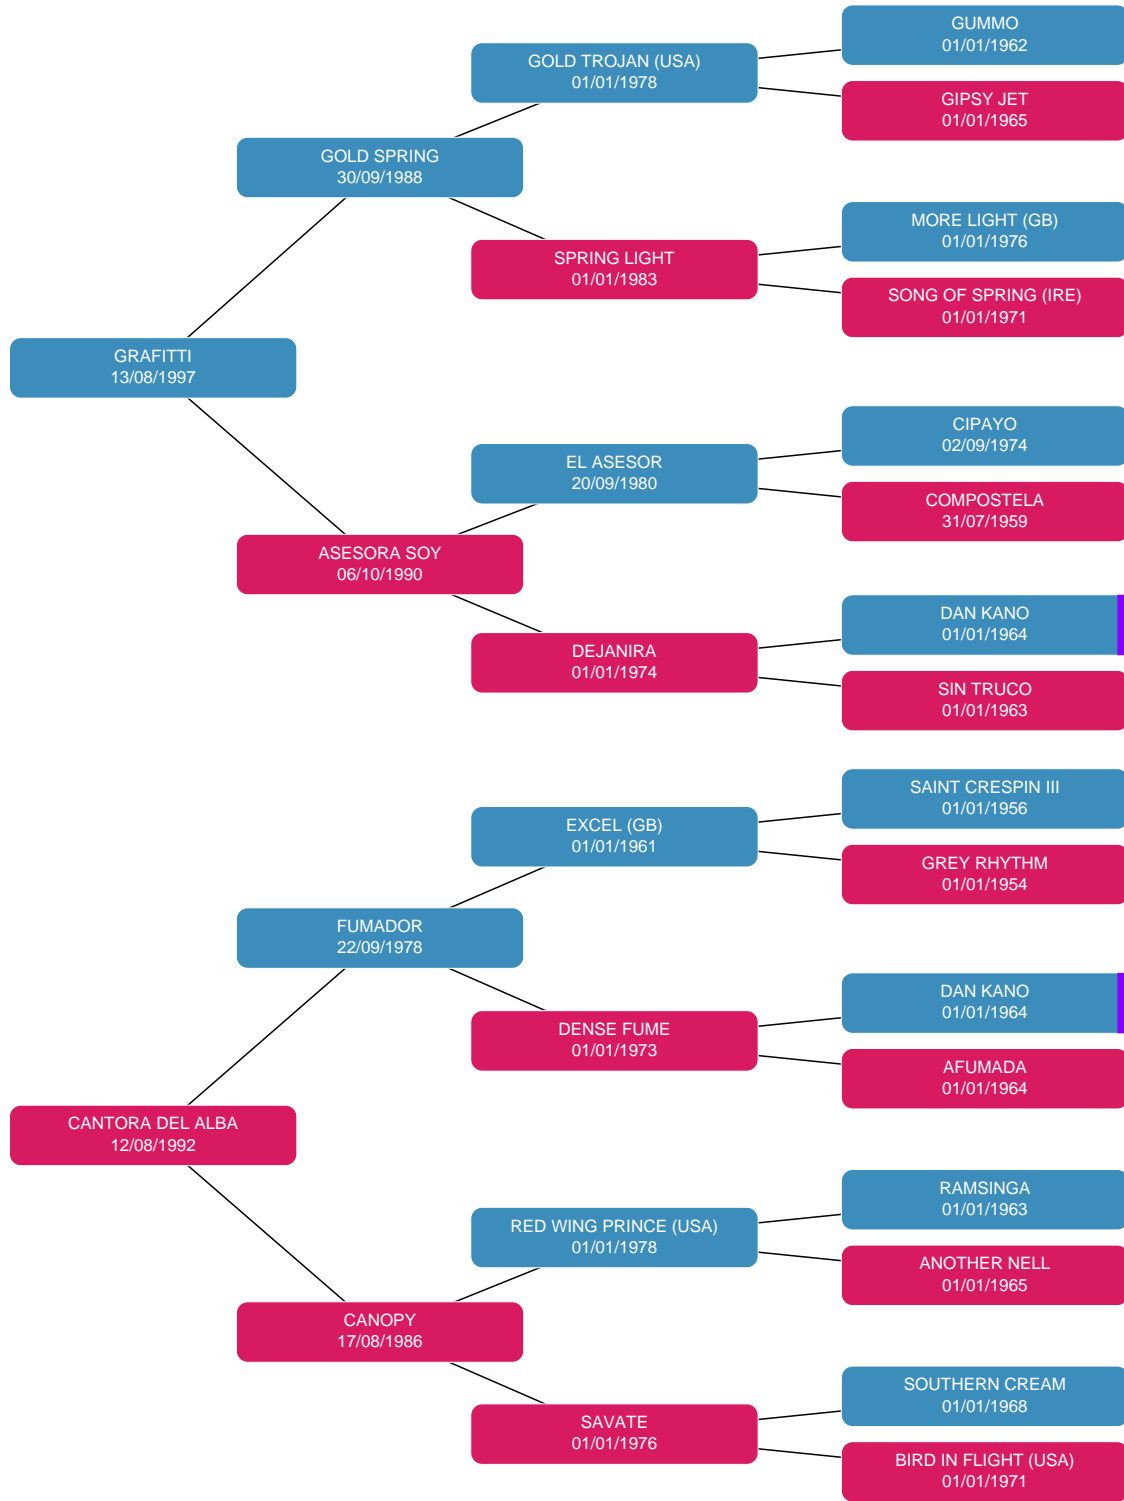 GUMMO
01/01/1962
GOLD TROJAN (USA)
01/01/1978
GIPSY JET
01/01/1965
GOLD SPRING
30/09/1988
MORE LIGHT (GB)
01/01/1976
SPRING LIGHT
01/01/1983
SONG OF SPRING (IRE)
01/01/1971
GRAFITTI
13/08/1997
CIPAYO
02/09/1974
EL ASESOR
20/09/1980
COMPOSTELA
31/07/1959
ASESORA SOY
06/10/1990
DAN KANO
01/01/1964
DEJANIRA
01/01/1974
SIN TRUCO
01/01/1963
SAINT CRESPIN III
01/01/1956
EXCEL (GB)
01/01/1961
GREY RHYTHM
01/01/1954
FUMADOR
22/09/1978
DAN KANO
01/01/1964
DENSE FUME
01/01/1973
AFUMADA
01/01/1964
CANTORA DEL ALBA
12/08/1992
RAMSINGA
01/01/1963
RED WING PRINCE (USA)
01/01/1978
ANOTHER NELL
01/01/1965
CANOPY
17/08/1986
SOUTHERN CREAM
01/01/1968
SAVATE
01/01/1976
BIRD IN FLIGHT (USA)
01/01/1971